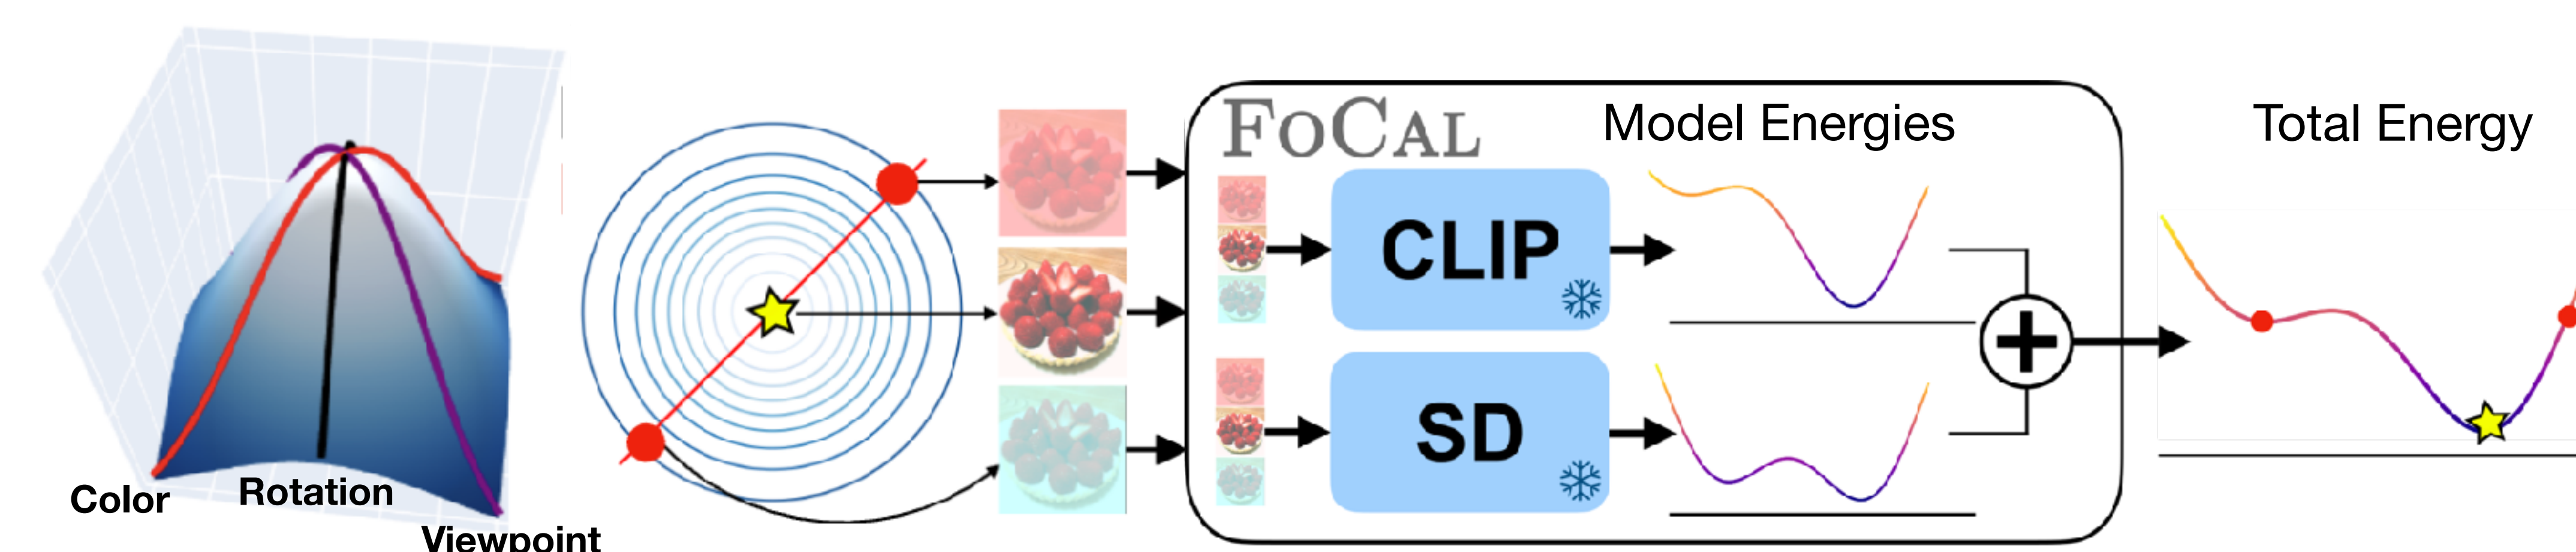 Color
Rotation
Viewpoint
FOCAL
Model Energies
CLIP
SD
+
Total Energy